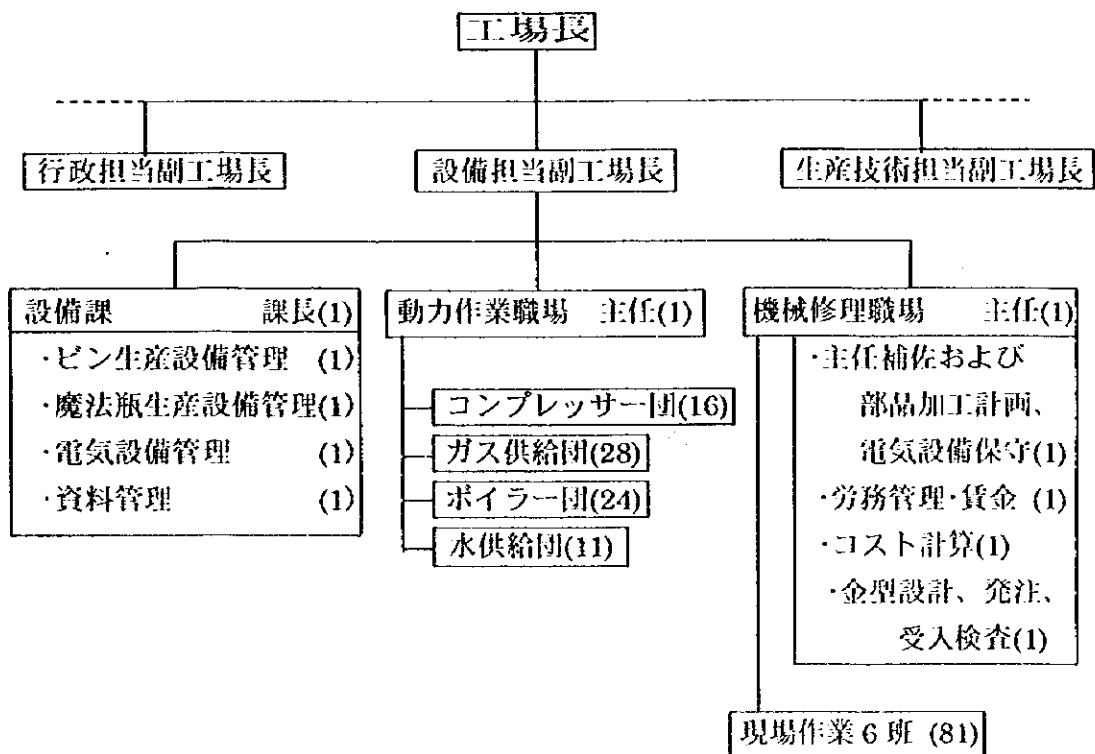 工場長
行政担当副工場長
設備担当副工場長
生産技術担当副工場長
設備課 課長(1)
・ビン生産設備管理 (1)
・魔法瓶生産設備管理(1)
・電気設備管理 (1)
・資料管理 (1)
動力作業職場 主任(1)
コンプレッサー団(16)
ガス供給団(28)
ボイラー団(24)
水供給団(11)
機械修理職場 主任(1)
・主任補佐および
部品加工計画、
電気設備保守(1)
・労務管理・賃金 (1)
・コスト計算(1)
・金型設計、発注、
受入検査(1)
現場作業6班 (81)